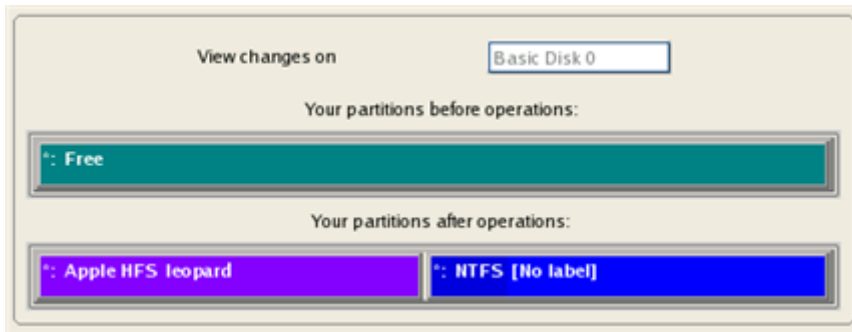 View changes on Basic Disk 0
Your partitions before operations:
*: Free
Your partitions after operations:
*: Apple HFS leopard *: NTFS [No label]